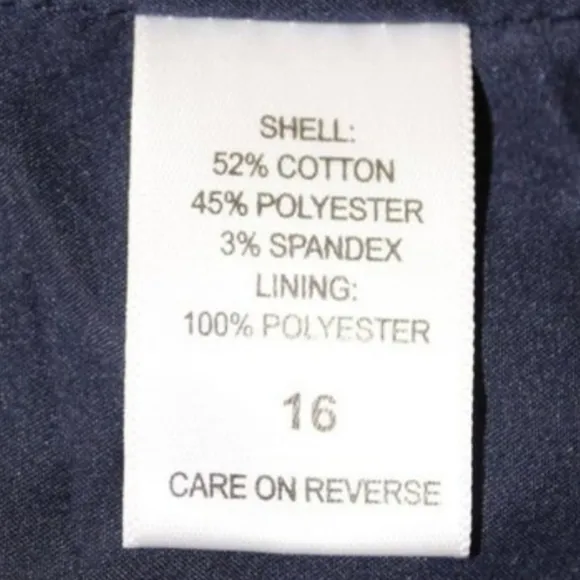 SHELL:
52% COTTON
45% POLYESTER
3% SPANDEX
LINING:
100% POLYESTER
16
CARE ON REVERSE